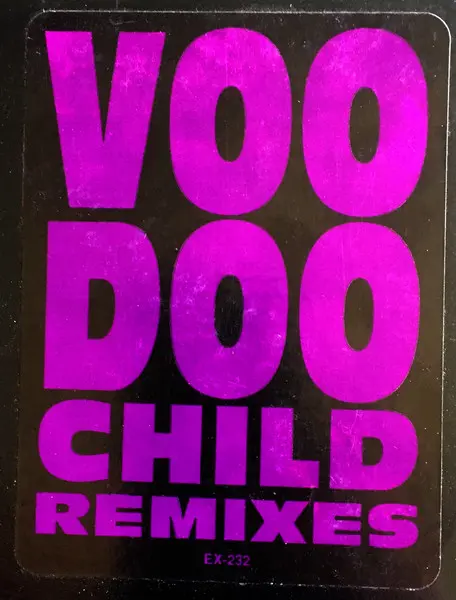 VOO
DOO
CHILD
REMIXES
EX-232